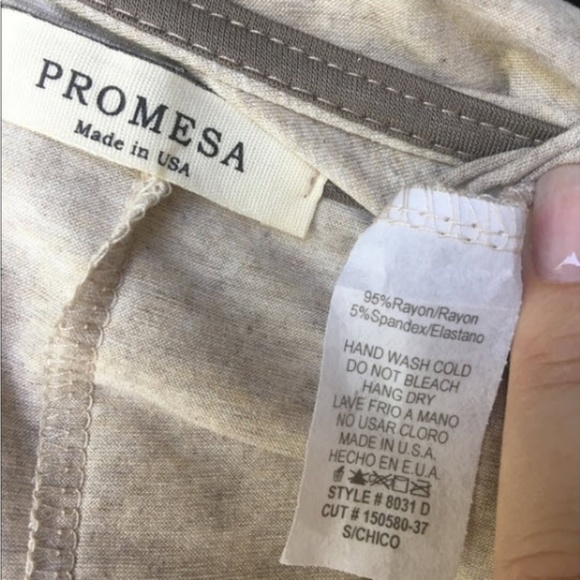 PROMESA
Made in USA
95%Rayon/Rayon
5%Spandex/Elastano
HAND WASH COLD
DO NOT BLEACH
HANG DRY
LAVE FRIO A MANO
NO USAR CLORO
MADE IN U.S.A.
HECHO EN E.U.A.
STYLE # 8031 D
CUT # 150580-37
S/CHICO